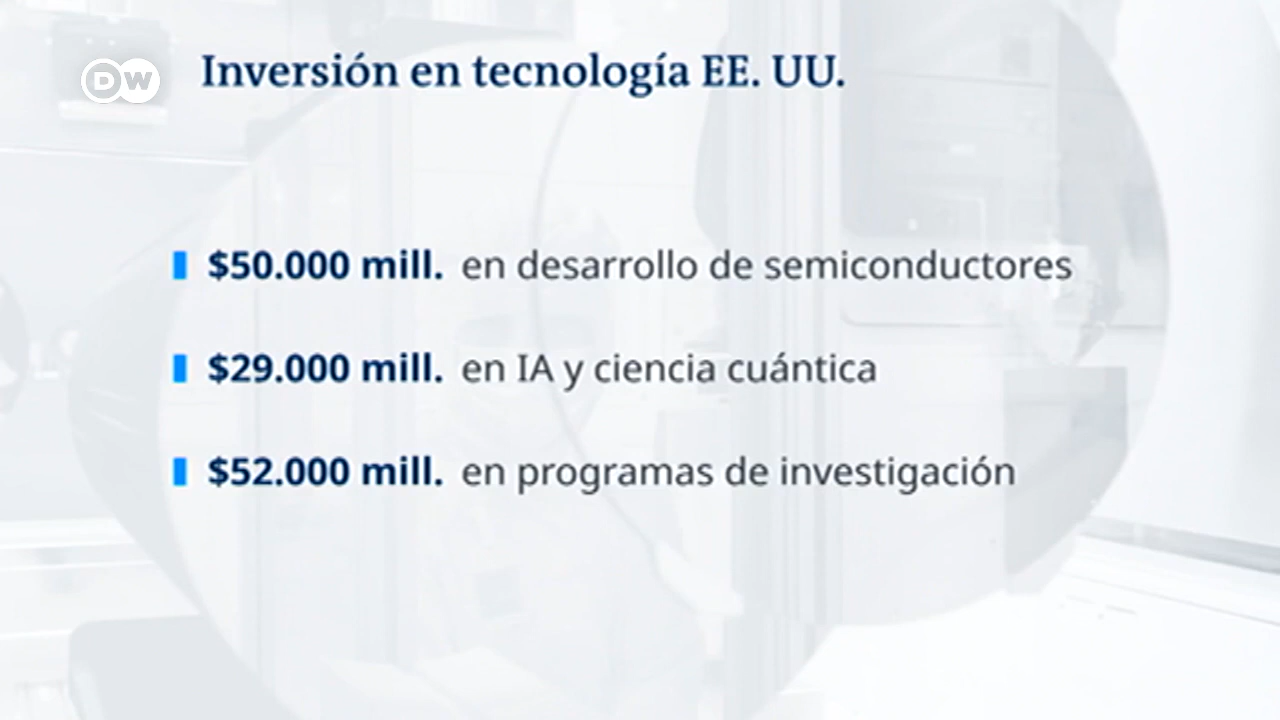 DW
Inversión en tecnología EE. UU.
$50.000 mill. en desarrollo de semiconductores
$29.000 mill. en IA y ciencia cuántica
$52.000 mill. en programas de investigación